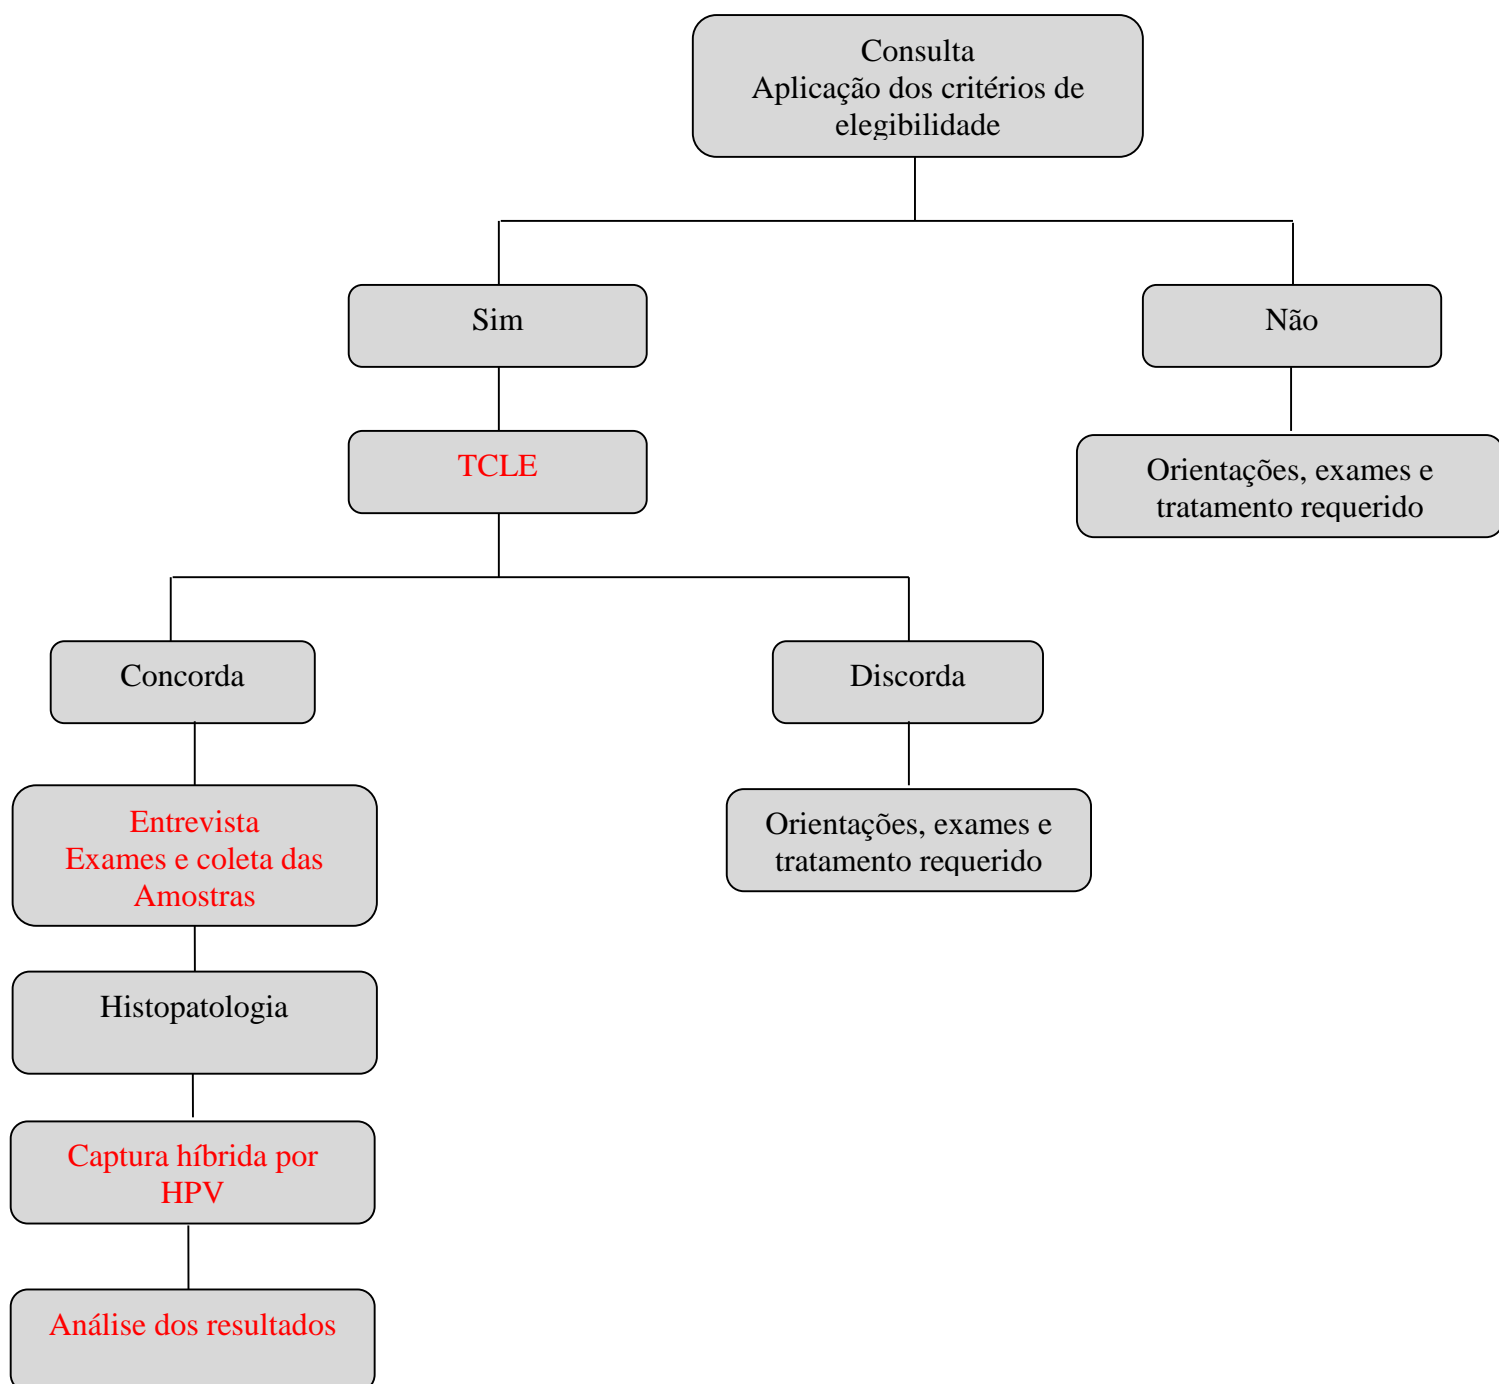 Consulta
Aplicação dos critérios de
elegibilidade
Sim
Não
TCLE
Orientações, exames e
tratamento requerido
Concorda
Discorda
Entrevista
Exames e coleta das
Amostras
Orientações, exames e
tratamento requerido
Histopatologia
Captura híbrida por
HPV
Análise dos resultados